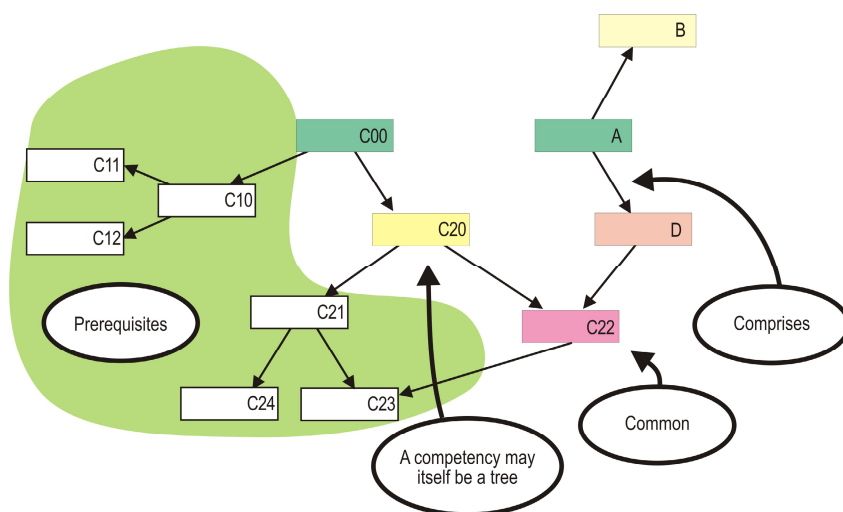 B
C00
A
C11
C10
C12
C20
D
Prerequisites
C21
C22
Comprises
C24
C23
Common
A competency may
itself be a tree